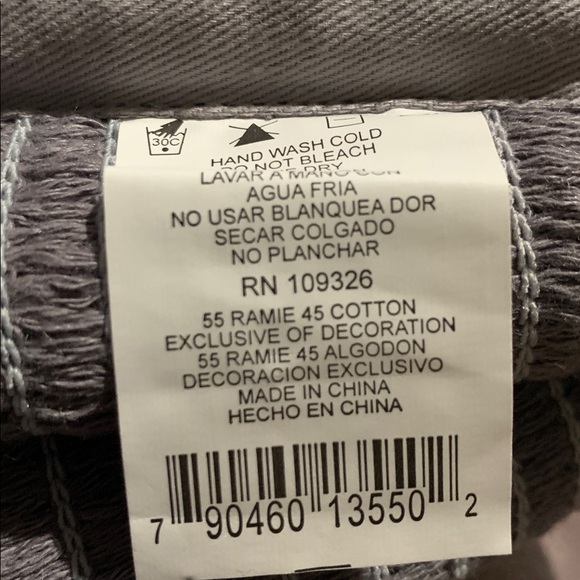 30C
HAND WASH COLD
DO NOT BLEACH
DRY
LAVAR A MANO CON
AGUA FRIA
NO USAR BLANQUEA DOR
SECAR COLGADO
NO PLANCHAR
RN 109326
55 RAMIE 45 COTTON
EXCLUSIVE OF DECORATION
55 RAMIE 45 ALGODON
DECORACION EXCLUSIVO
MADE IN CHINA
HECHO EN CHINA
7 90460 13550 2